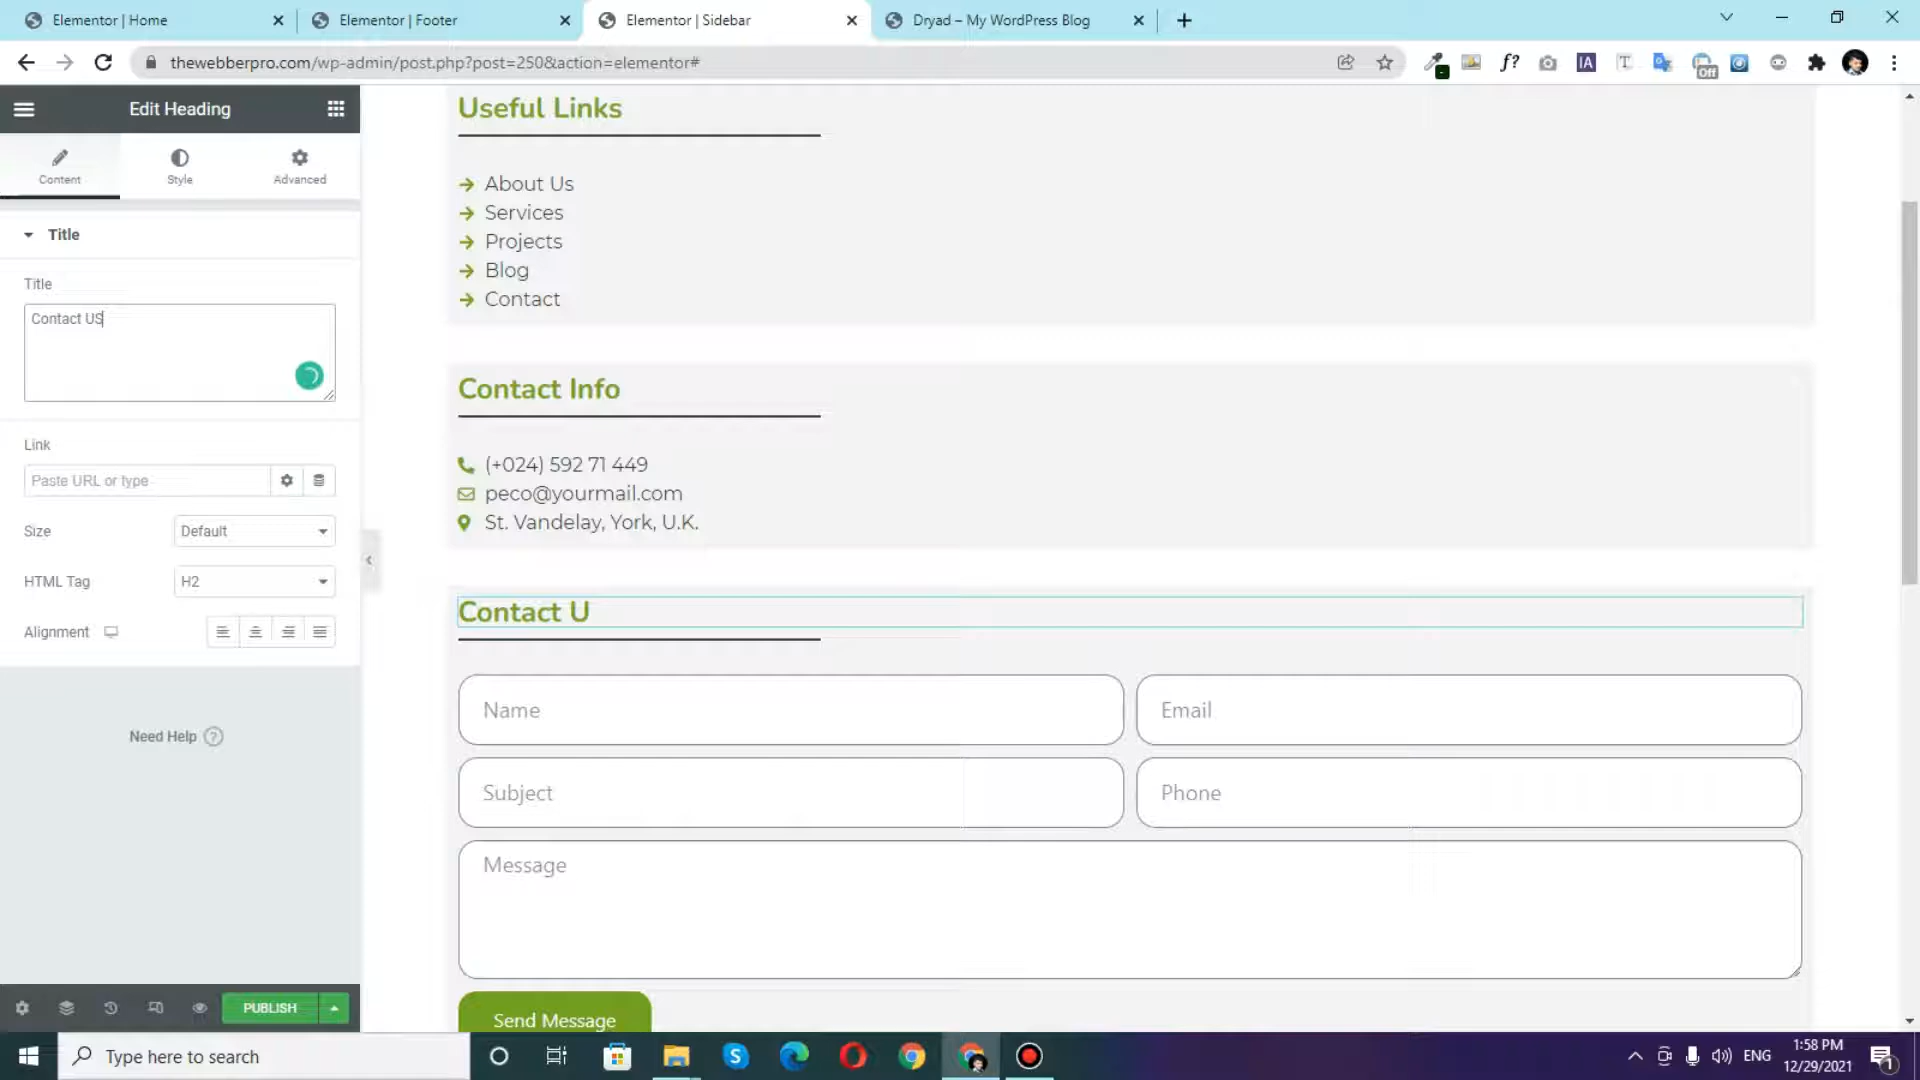 Elementor | Home
Elementor | Footer
Elementor | Sidebar
Dryad – My WordPress Blog
thewebberpro.com/wp-admin/post.php?post=250&action=elementor#
f?
IA
T
Off
Edit Heading
Content
Style
Advanced
Title
Title
Contact US
Link
Paste URL or type
Size
Default
HTML Tag
H2
Alignment
Need Help ?
PUBLISH
Useful Links
About Us
Services
Projects
Blog
Contact
Contact Info
(+024) 592 71 449
peco@yourmail.com
St. Vandelay, York, U.K.
Contact U
Name
Email
Subject
Phone
Message
Send Message
Type here to search
ENG
1:58 PM
12/29/2021
1